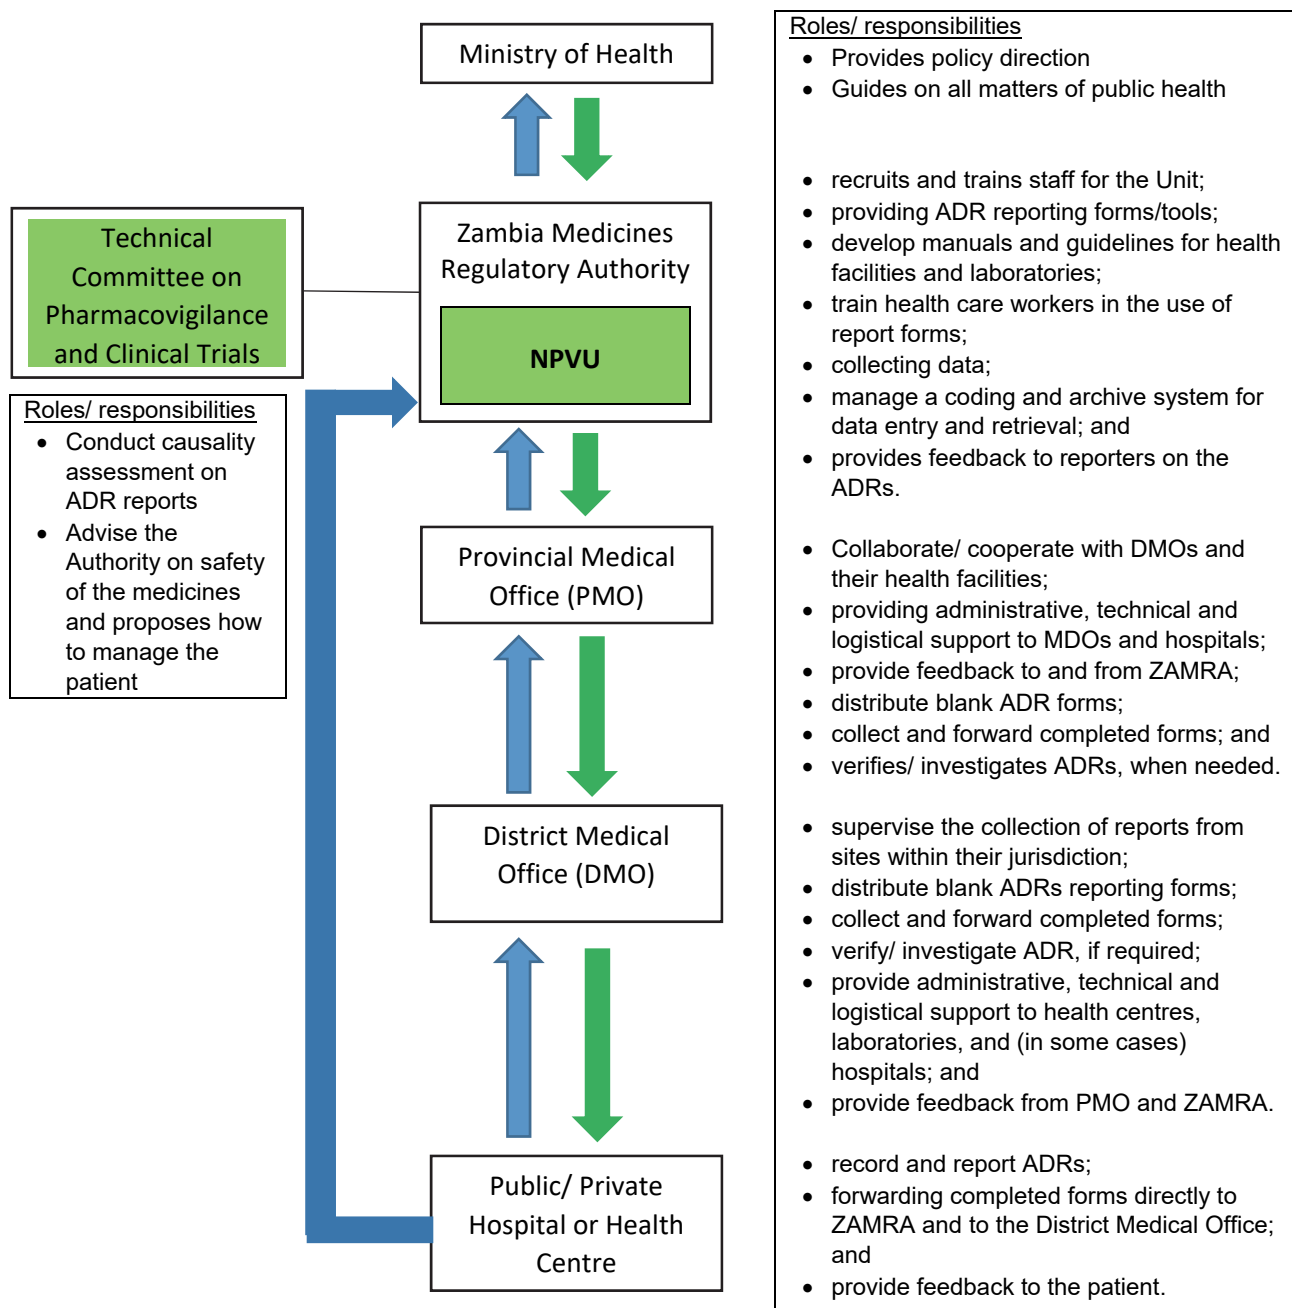 Ministry of Health
Zambia Medicines
Regulatory Authority
NPVU
Technical
Committee on
Pharmacovigilance
and Clinical Trials
Roles/ responsibilities
• Conduct causality
assessment on
ADR reports
• Advise the
Authority on safety
of the medicines
and proposes how
to manage the
patient
Provincial Medical
Office (PMO)
District Medical
Office (DMO)
Public/ Private
Hospital or Health
Centre
Roles/ responsibilities
• Provides policy direction
• Guides on all matters of public health
• recruits and trains staff for the Unit;
• providing ADR reporting forms/tools;
• develop manuals and guidelines for health
facilities and laboratories;
• train health care workers in the use of
report forms;
• collecting data;
• manage a coding and archive system for
data entry and retrieval; and
• provides feedback to reporters on the
ADRs.
• Collaborate/ cooperate with DMOs and
their health facilities;
• providing administrative, technical and
logistical support to MDOs and hospitals;
• provide feedback to and from ZAMRA;
• distribute blank ADR forms;
• collect and forward completed forms; and
• verifies/ investigates ADRs, when needed.
• supervise the collection of reports from
sites within their jurisdiction;
• distribute blank ADRs reporting forms;
• collect and forward completed forms;
• verify/ investigate ADR, if required;
• provide administrative, technical and
logistical support to health centres,
laboratories, and (in some cases)
hospitals; and
• provide feedback from PMO and ZAMRA.
• record and report ADRs;
• forwarding completed forms directly to
ZAMRA and to the District Medical Office;
and
• provide feedback to the patient.